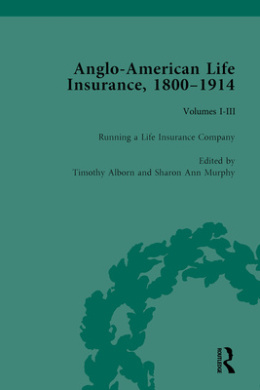 Anglo-American Life
Insurance, 1800–1914
Volumes I-III
Running a Life Insurance Company
Edited by
Timothy Alborn and Sharon Ann Murphy
R
ROUTLEDGE